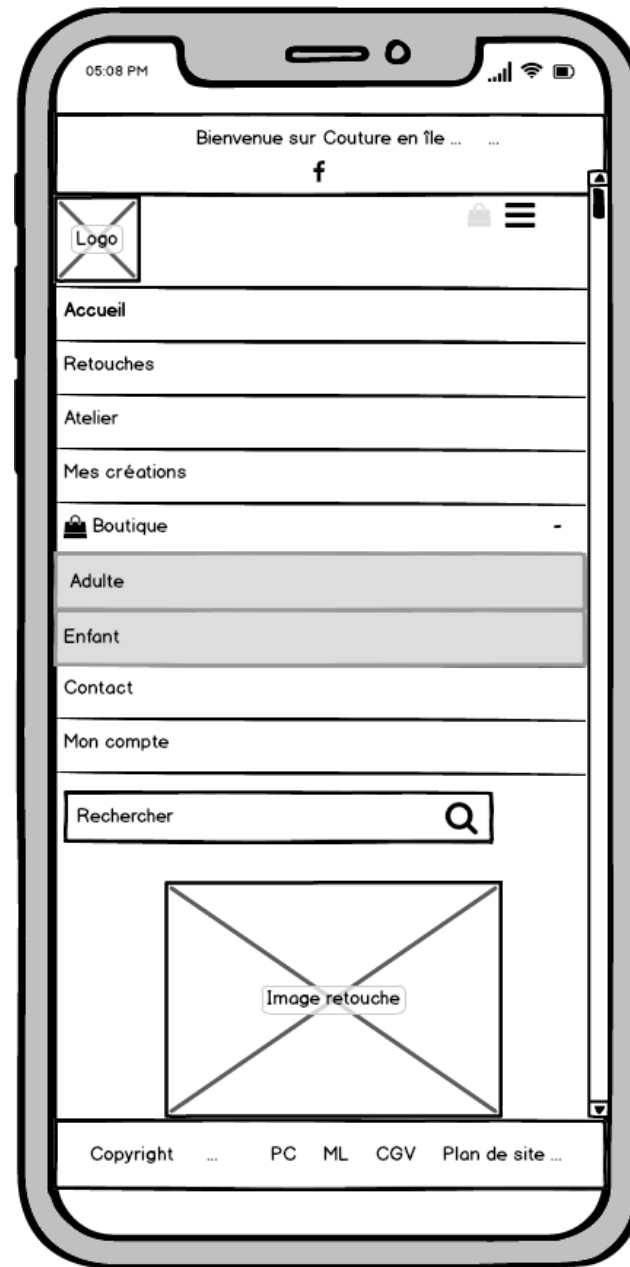 05:08 PM
Bienvenue sur Couture en île ... ...
f
Logo
Accueil
Retouches
Atelier
Mes créations
Boutique -
Adulte
Enfant
Contact
Mon compte
Rechercher
Image retouche
Copyright ... PC ML CGV Plan de site ...